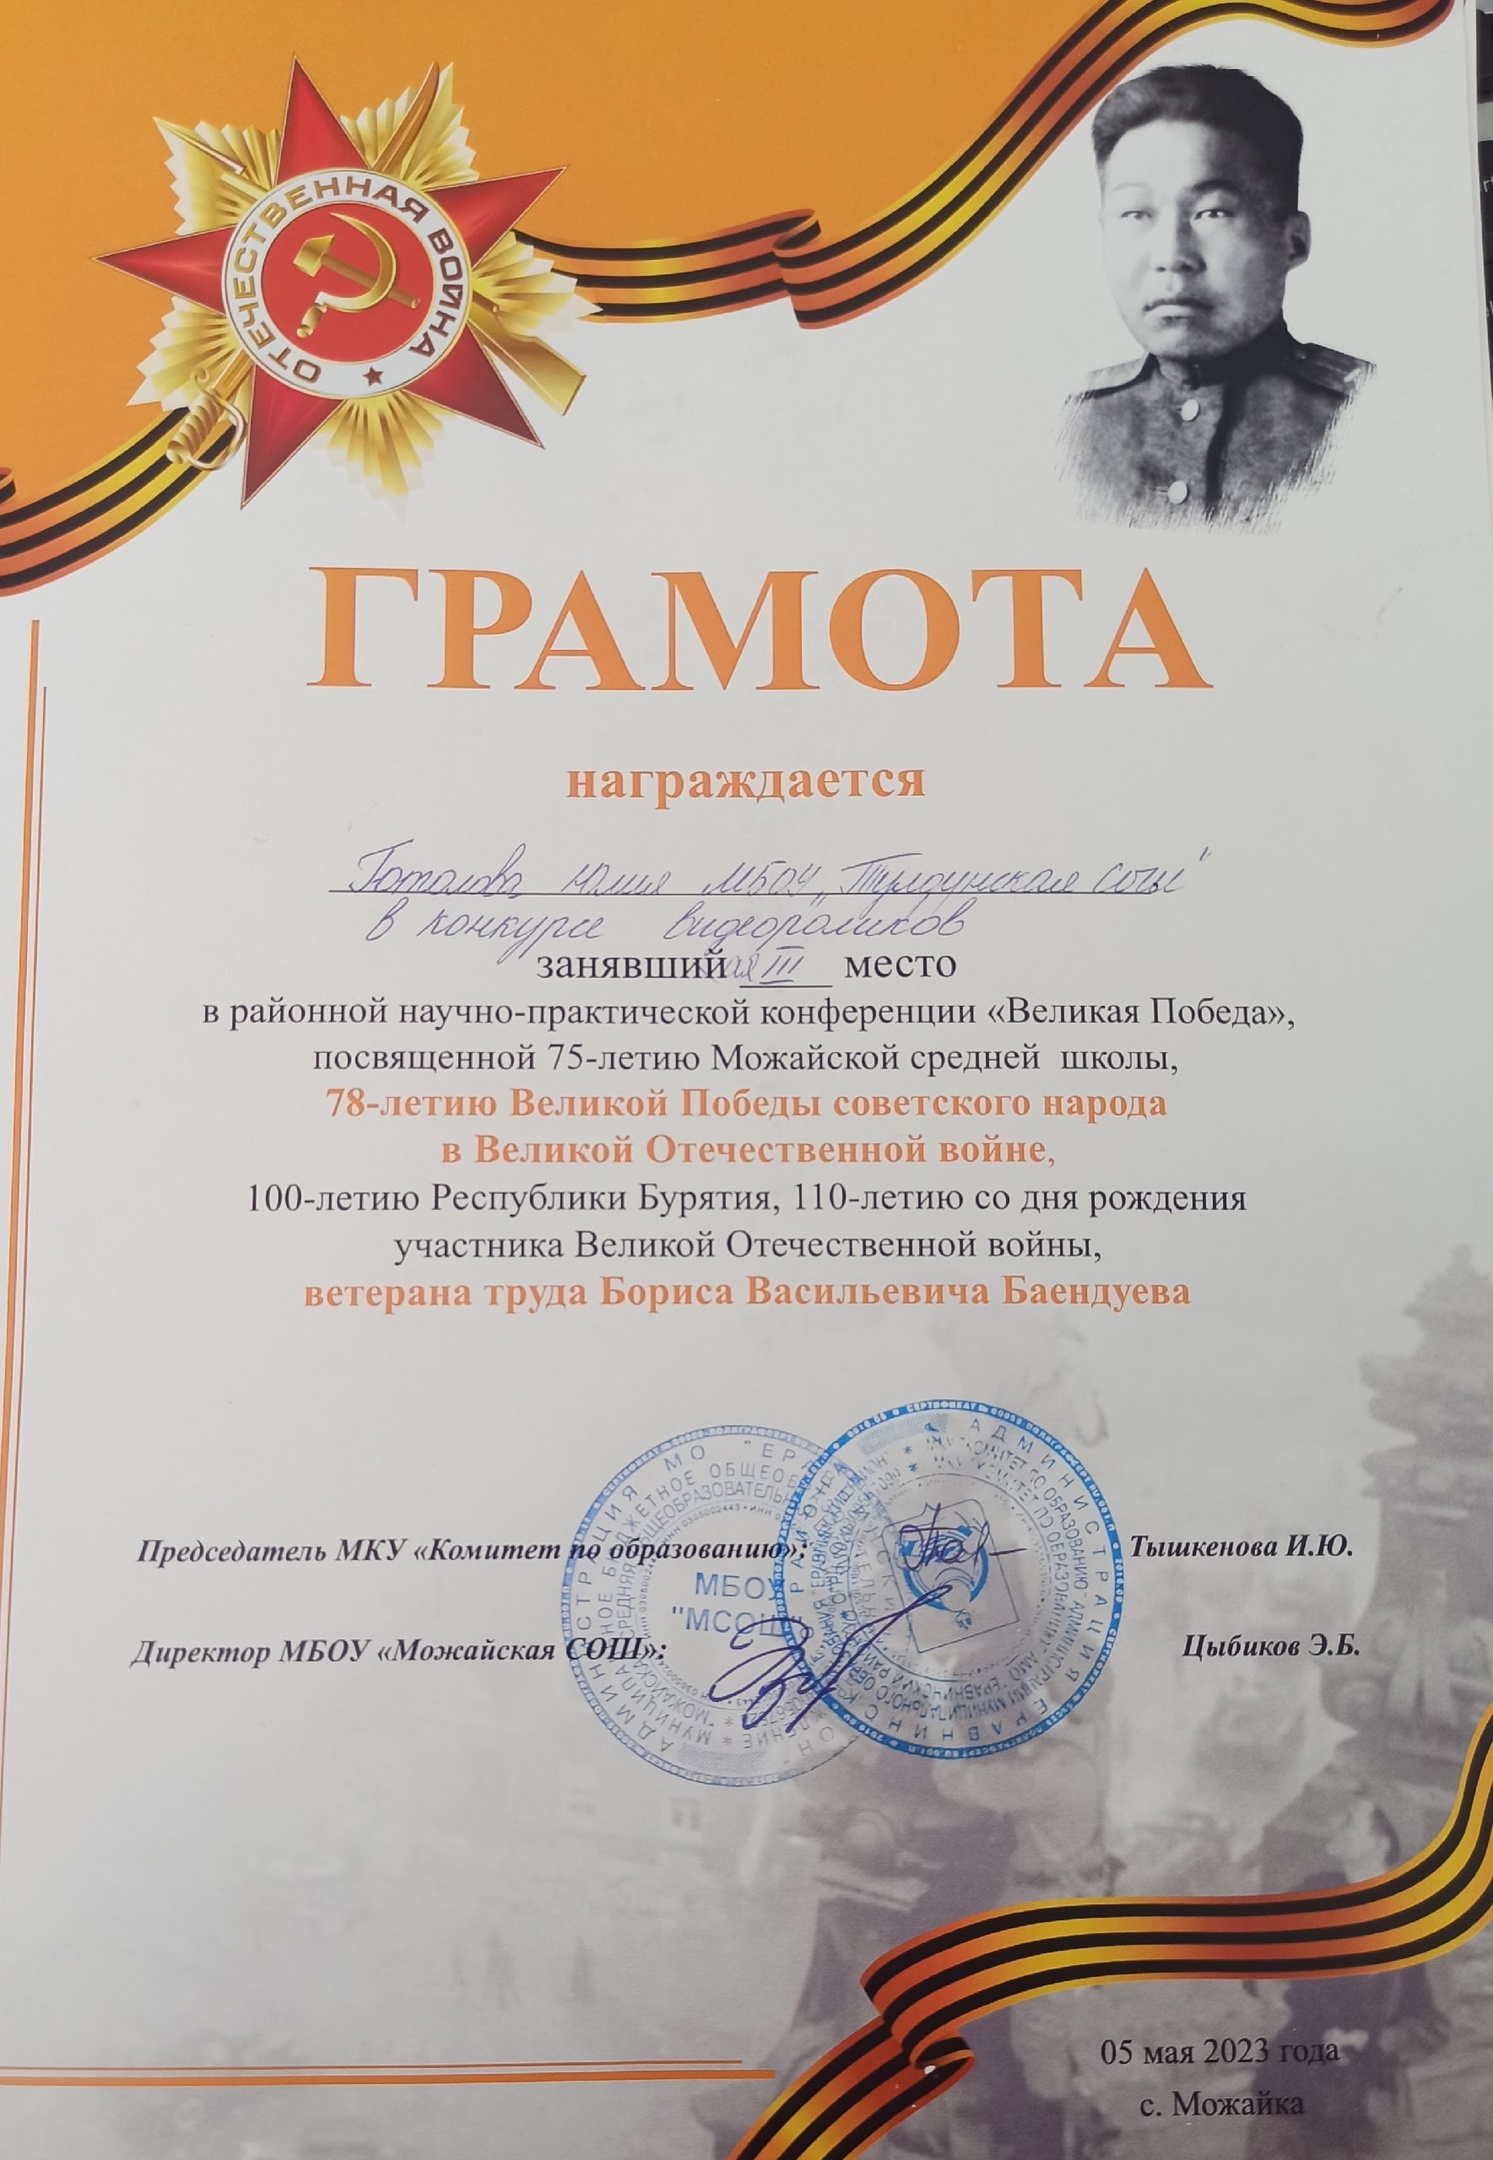 ОТЕЧЕСТВЕННАЯ ВОЙНА
ГРАМОТА
награждается
Юлия МБОУ "Тулдунская сош"
в конкурсе видеороликов
занявший ая III место
в районной научно-практической конференции «Великая Победа»,
посвященной 75-летию Можайской средней школы,
78-летию Великой Победы советского народа
в Великой Отечественной войне,
100-летию Республики Бурятия, 110-летию со дня рождения
участника Великой Отечественной войны,
ветерана труда Бориса Васильевича Баендуева
Председатель МКУ «Комитет по образованию»: Тышкенова И.Ю.
МБОУ
"МСОШ"
Директор МБОУ «Можайская СОШ»: Цыбиков Э.Б.
05 мая 2023 года
с. Можайка